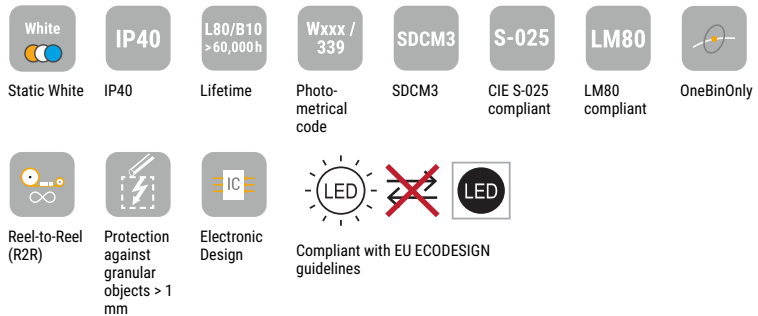 White
IP40
L80/B10
>60,000 h
Wxxx /
339
SDCM3
S-025
LM80
Static White
IP40
Lifetime
Photo-
metrical
code
SDCM3
CIE S-025
compliant
LM80
compliant
OneBinOnly
IC
LED
LED
Reel-to-Reel
(R2R)
Protection
against
granular
objects > 1
mm
Electronic
Design
Compliant with EU ECODESIGN
guidelines